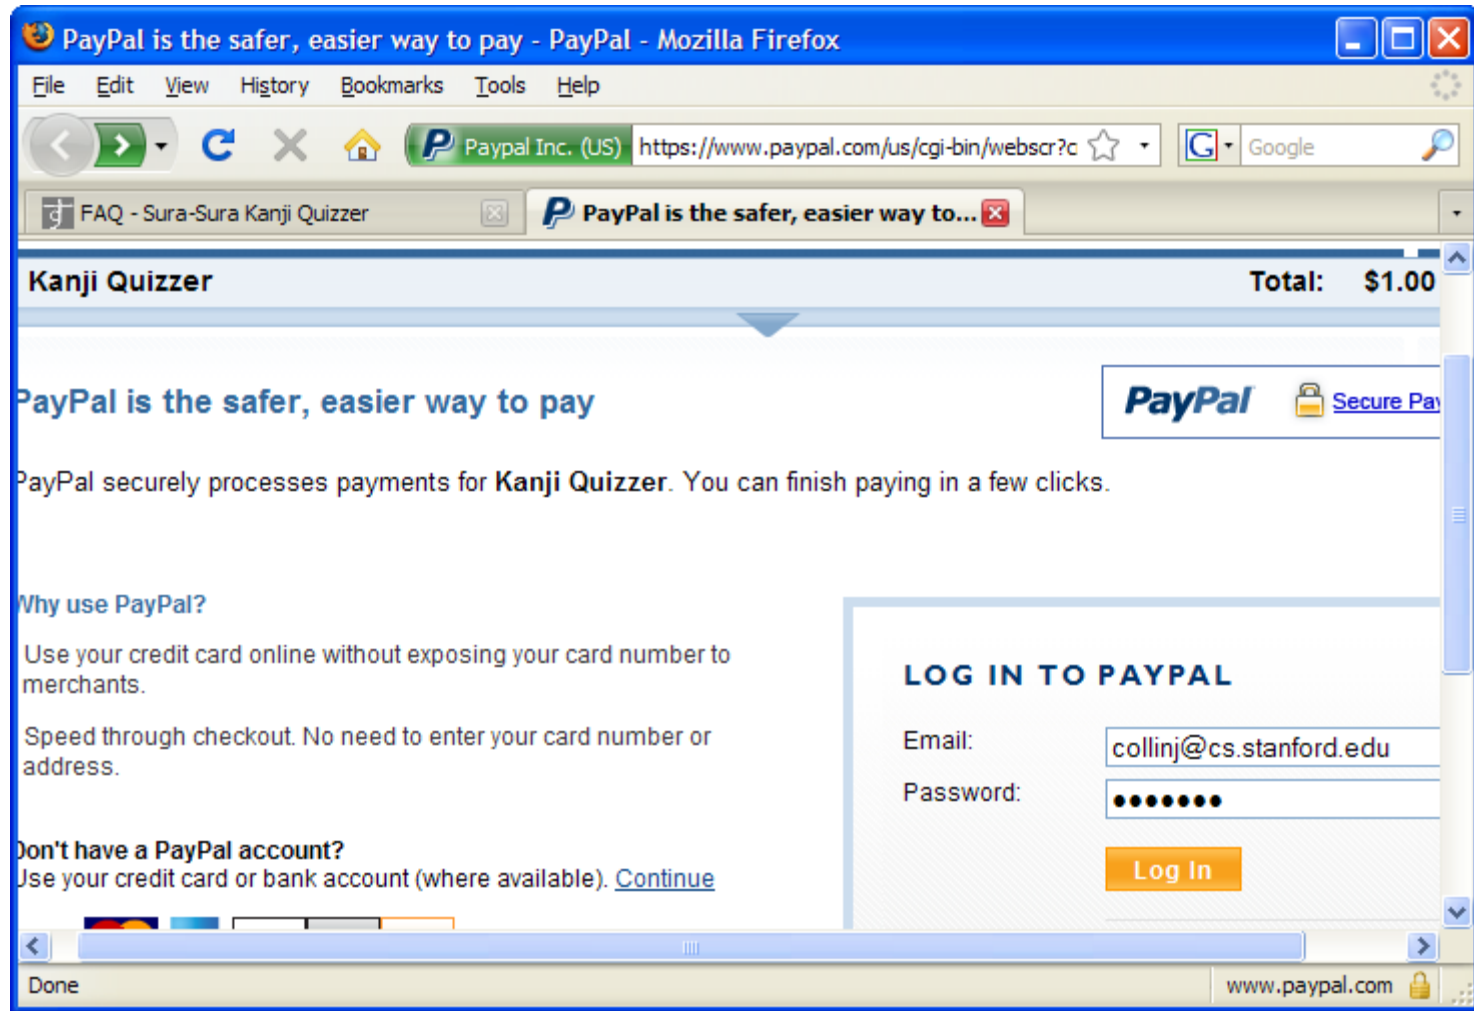 PayPal is the safer, easier way to pay - PayPal - Mozilla Firefox
File Edit View History Bookmarks Tools Help
P Paypal Inc. (US) https://www.paypal.com/us/cgi-bin/webscr?c G Google
FAQ - Sura-Sura Kanji Quizzer PayPal is the safer, easier way to...
Kanji Quizzer Total: $1.00
PayPal is the safer, easier way to pay
PayPal Secure Pay
PayPal securely processes payments for Kanji Quizzer. You can finish paying in a few clicks.
Why use PayPal?
Use your credit card online without exposing your card number to
merchants.
Speed through checkout. No need to enter your card number or
address.
Don't have a PayPal account?
Use your credit card or bank account (where available). Continue
LOG IN TO PAYPAL
Email: collinj@cs.stanford.edu
Password: •••••••
Log In
Done www.paypal.com